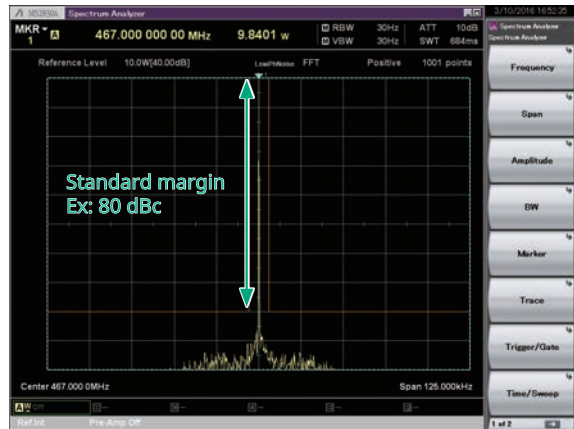 MS2830A Spectrum Analyzer
3/10/2016 16:52:35
MKR 1 A 467.000 000 00 MHz 9.8401 W
RBW 30Hz ATT 10dB
VBW 30Hz SWT 684ms
Reference Level 10.0W[40.00dB] LowPhNoise FFT Positive 1001 points
Standard margin
Ex: 80 dBc
Center 467.000 0MHz Span 125.000kHz
Ref.Int Pre-Amp Off
Spectrum Analyzer
Spectrum Analyzer
Frequency
Span
Amplitude
BW
Marker
Trace
Trigger/Gate
Time/Sweep
1 of 2